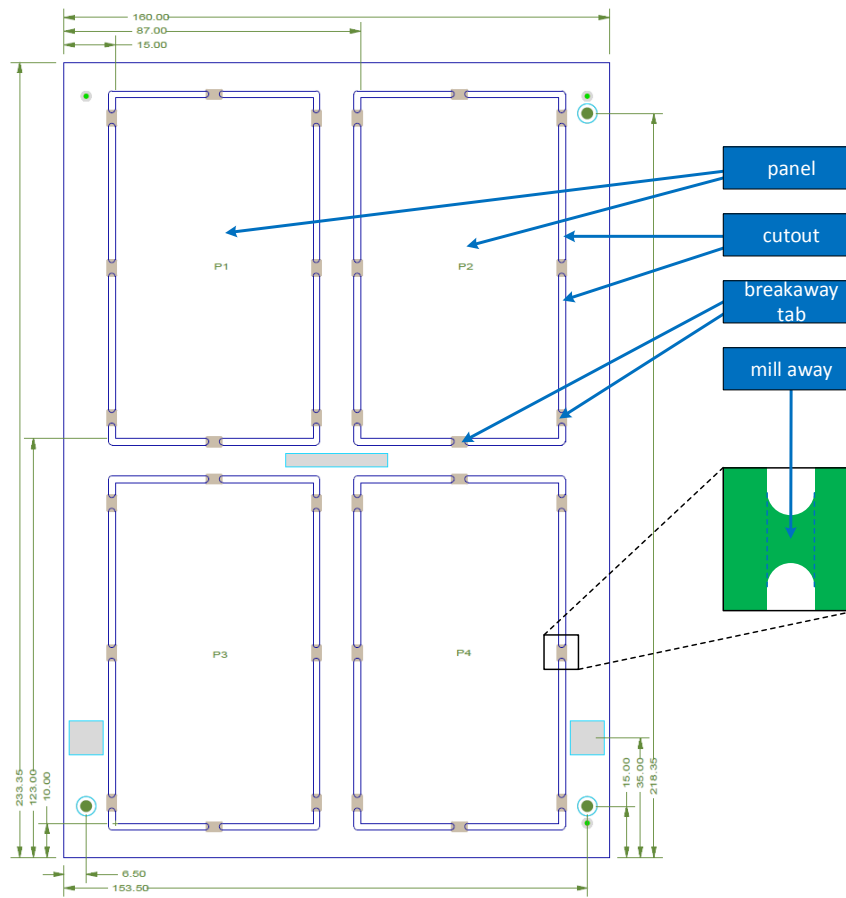 160.00
87.00
15.00
panel
cutout
P1
P2
breakaway
tab
mill away
P3
P4
233.35
123.00
10.00
15.00
35.00
218.35
6.50
153.50